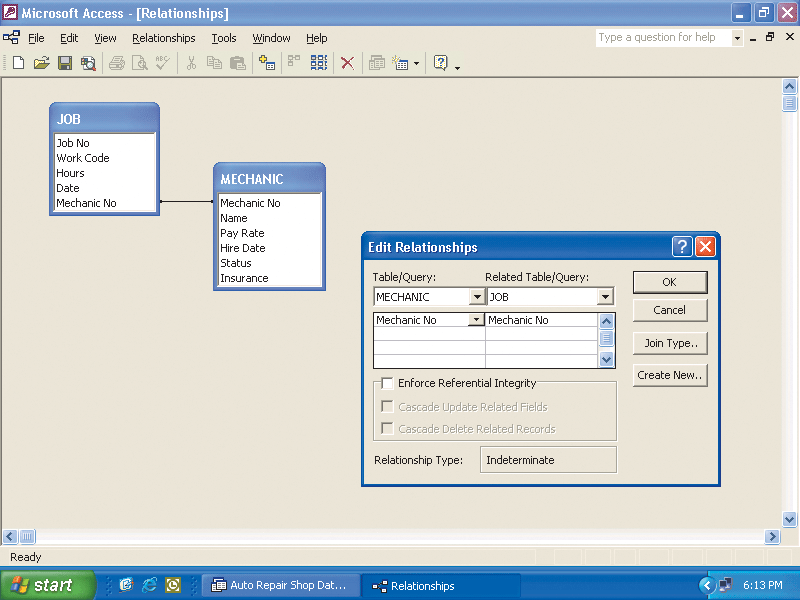 Microsoft Access - [Relationships]
File Edit View Relationships Tools Window Help
Type a question for help
JOB
Job No
Work Code
Hours
Date
Mechanic No
MECHANIC
Mechanic No
Name
Pay Rate
Hire Date
Status
Insurance
Edit Relationships
Table/Query: Related Table/Query:
MECHANIC JOB
Mechanic No Mechanic No
OK
Cancel
Join Type..
Create New..
Enforce Referential Integrity
Cascade Update Related Fields
Cascade Delete Related Records
Relationship Type: Indeterminate
Ready
start Auto Repair Shop Dat... Relationships 6:13 PM